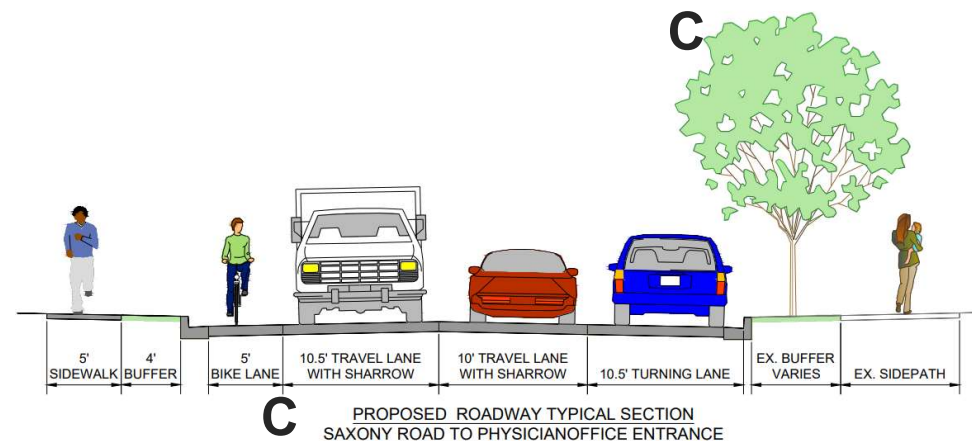 C
5'
SIDEWALK
4'
BUFFER
5'
BIKE LANE
10.5' TRAVEL LANE
WITH SHARROW
10' TRAVEL LANE
WITH SHARROW
10.5' TURNING LANE
EX. BUFFER
VARIES
EX. SIDEPATH
C
PROPOSED ROADWAY TYPICAL SECTION
SAXONY ROAD TO PHYSICIANOFFICE ENTRANCE